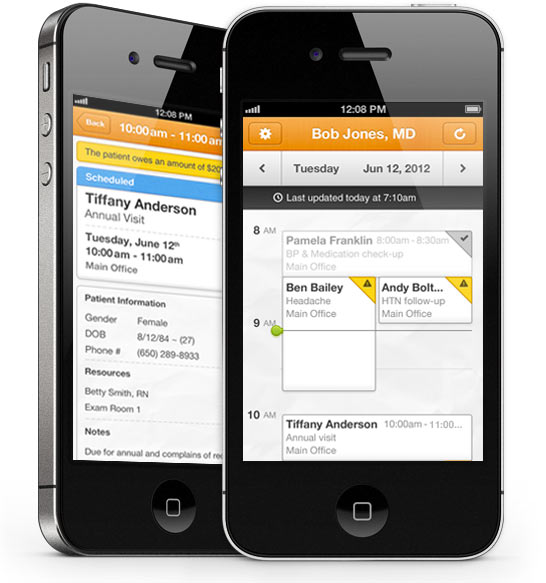 12:08 PM
Back
10:00am - 11:00am
The patient owes an amount of $20
Scheduled
Tiffany Anderson
Annual Visit
Tuesday, June 12th
10:00am - 11:00am
Main Office
Patient Information
Gender Female
DOB 8/12/84 ~ (27)
Phone # (650) 289-8933
Resources
Betty Smith, RN
Exam Room 1
Notes
Due for annual and complains of
12:08 PM
Bob Jones, MD
Tuesday Jun 12, 2012
Last updated today at 7:10am
8 AM
Pamela Franklin 8:00am - 8:30am
BP & Medication check-up
Main Office
Ben Bailey
Headache
Main Office
Andy Bolt...
HTN follow-up
Main Office
9 AM
10 AM
Tiffany Anderson 10:00am - 11:00...
Annual visit
Main Office